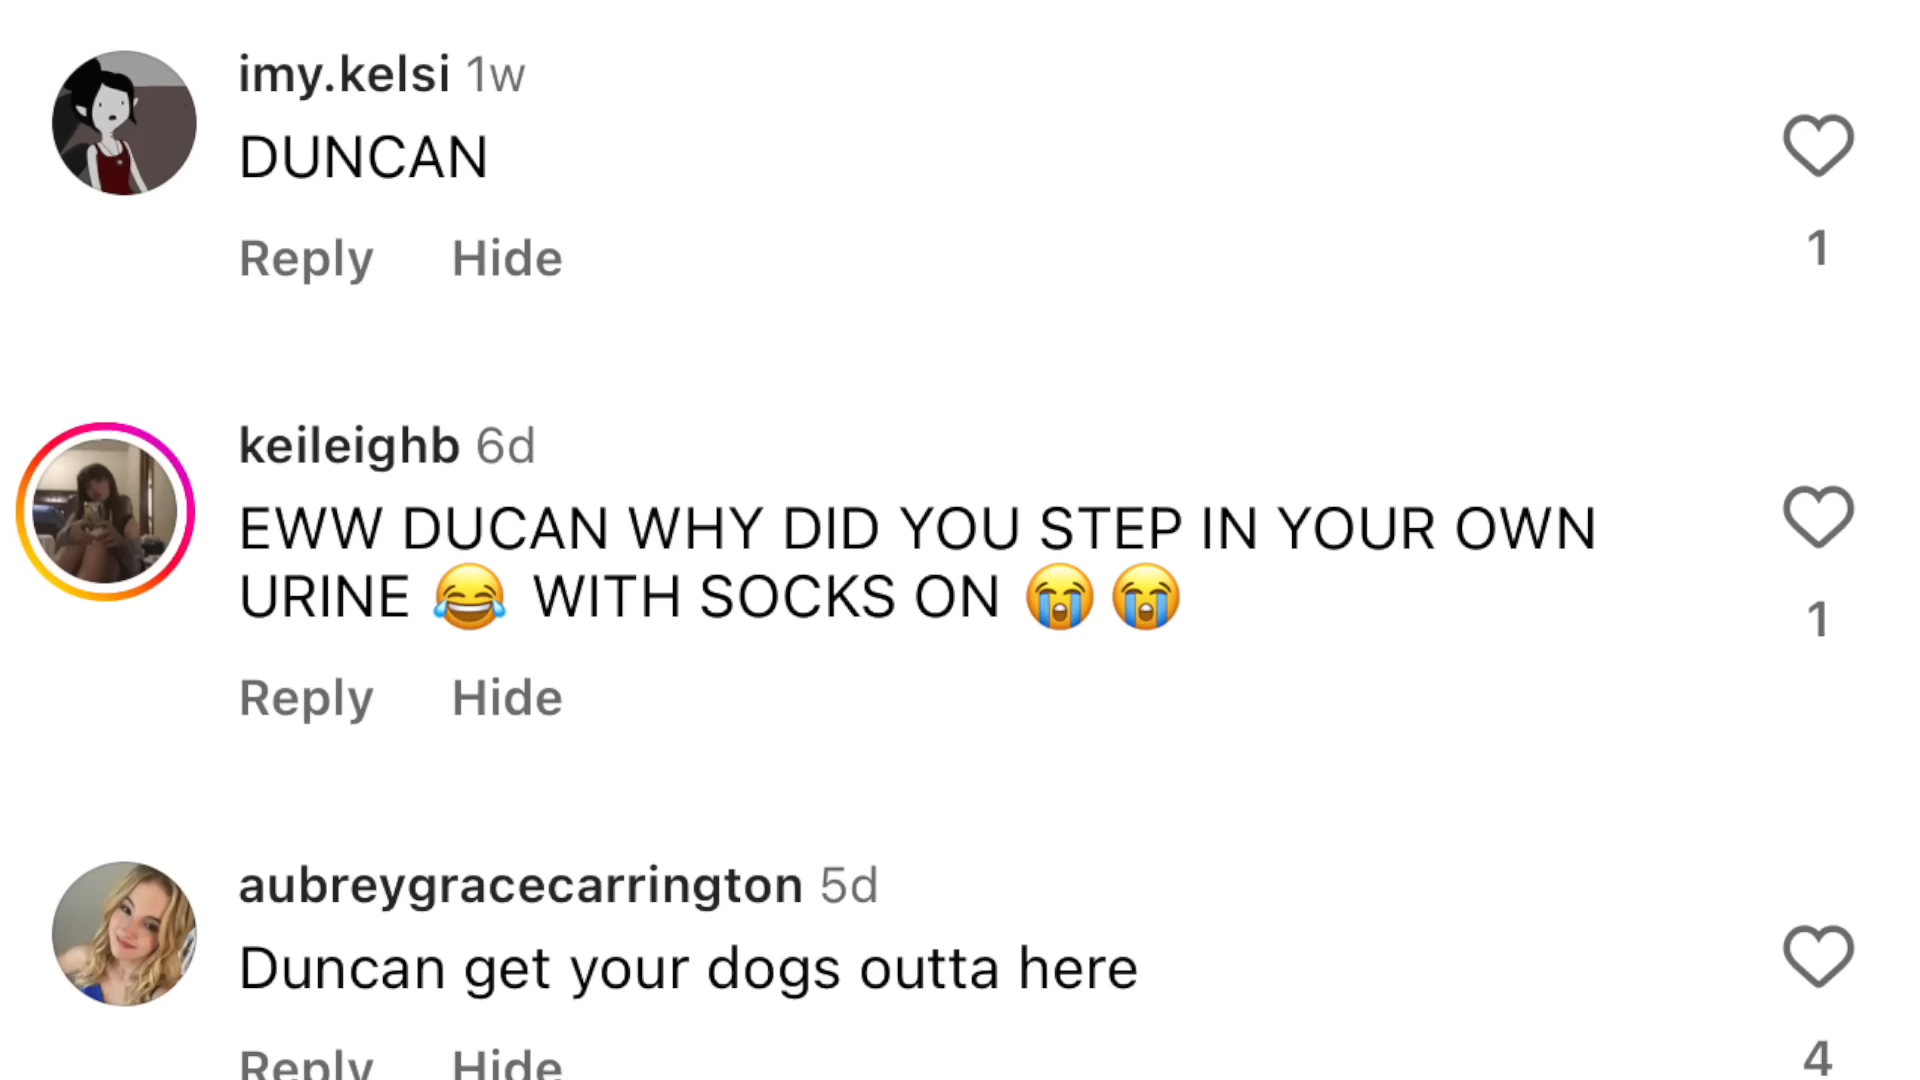 imy.kelsi 1w
DUNCAN
Reply Hide
1
keileighb 6d
EWW DUCAN WHY DID YOU STEP IN YOUR OWN
URINE 😂 WITH SOCKS ON 😭😭
Reply Hide
1
aubreygracecarrington 5d
Duncan get your dogs outta here
Reply Hide
4